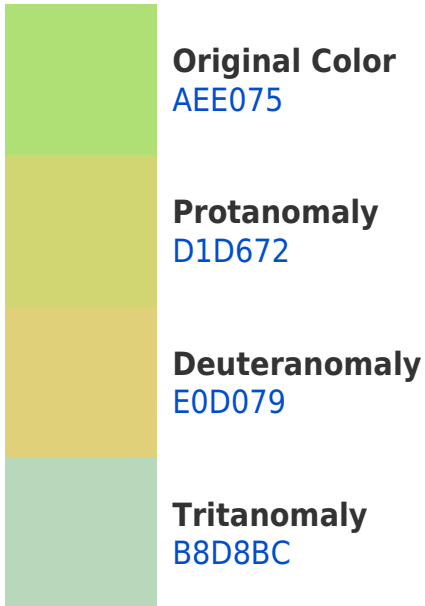 Original Color
AEE075
Protanomaly
D1D672
Deuteranomaly
E0D079
Tritanomaly
B8D8BC